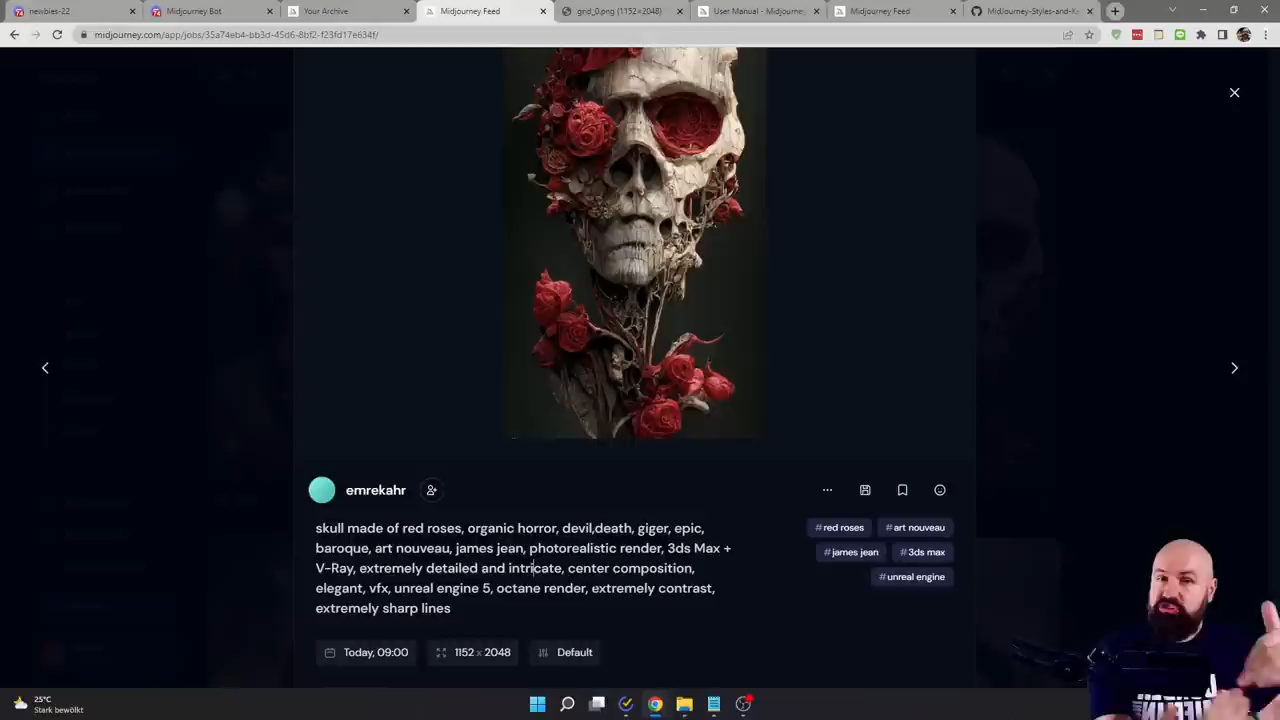 newbies-22
Midjourney Bot
Your Archive
Midjourney Feed
grid_0.png (1152×2048)
User Manual - Midjourne
Midjourney Feed
MidJourney-Styles-and-K
midjourney.com/app/jobs/35a74eb4-bb3d-45d6-8bf2-f23fd17e634f/
emrekahr
skull made of red roses, organic horror, devil,death, giger, epic,
baroque, art nouveau, james jean, photorealistic render, 3ds Max +
V-Ray, extremely detailed and intricate, center composition,
elegant, vfx, unreal engine 5, octane render, extremely contrast,
extremely sharp lines
#red roses #art nouveau
#james jean #3ds max
#unreal engine
Today, 09:00
1152 x 2048
Default
25°C
Stark bewölkt